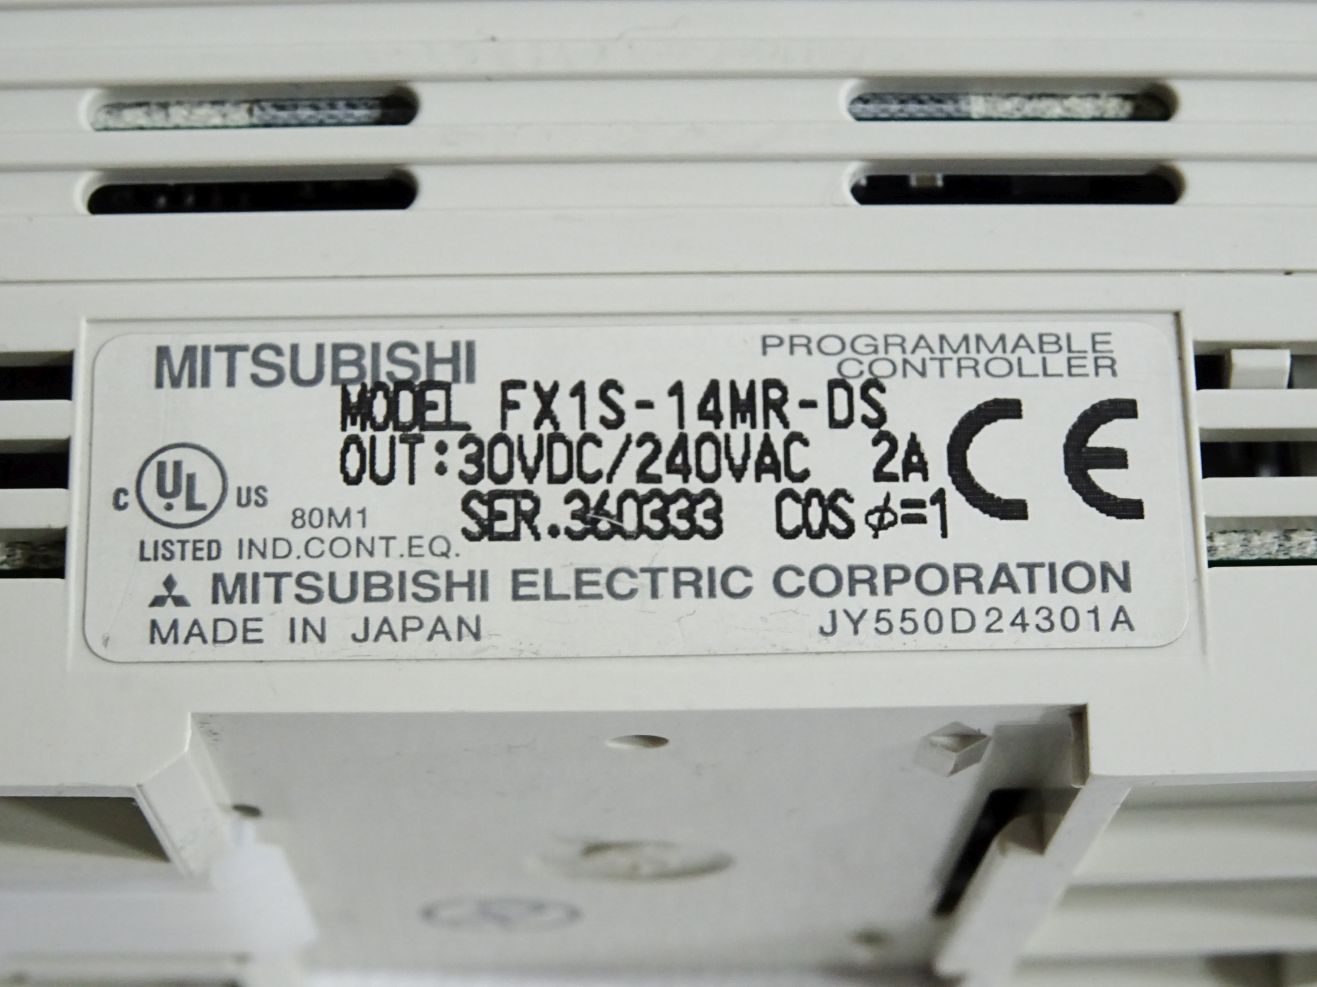 MITSUBISHI
PROGRAMMABLE
CONTROLLER
MODEL FX1S-14MR-DS
OUT:30VDC/240VAC 2A
CE
SER.360333 COSφ=1
C UL US
80M1
LISTED IND.CONT.EQ.
MITSUBISHI ELECTRIC CORPORATION
MADE IN JAPAN
JY550D24301A